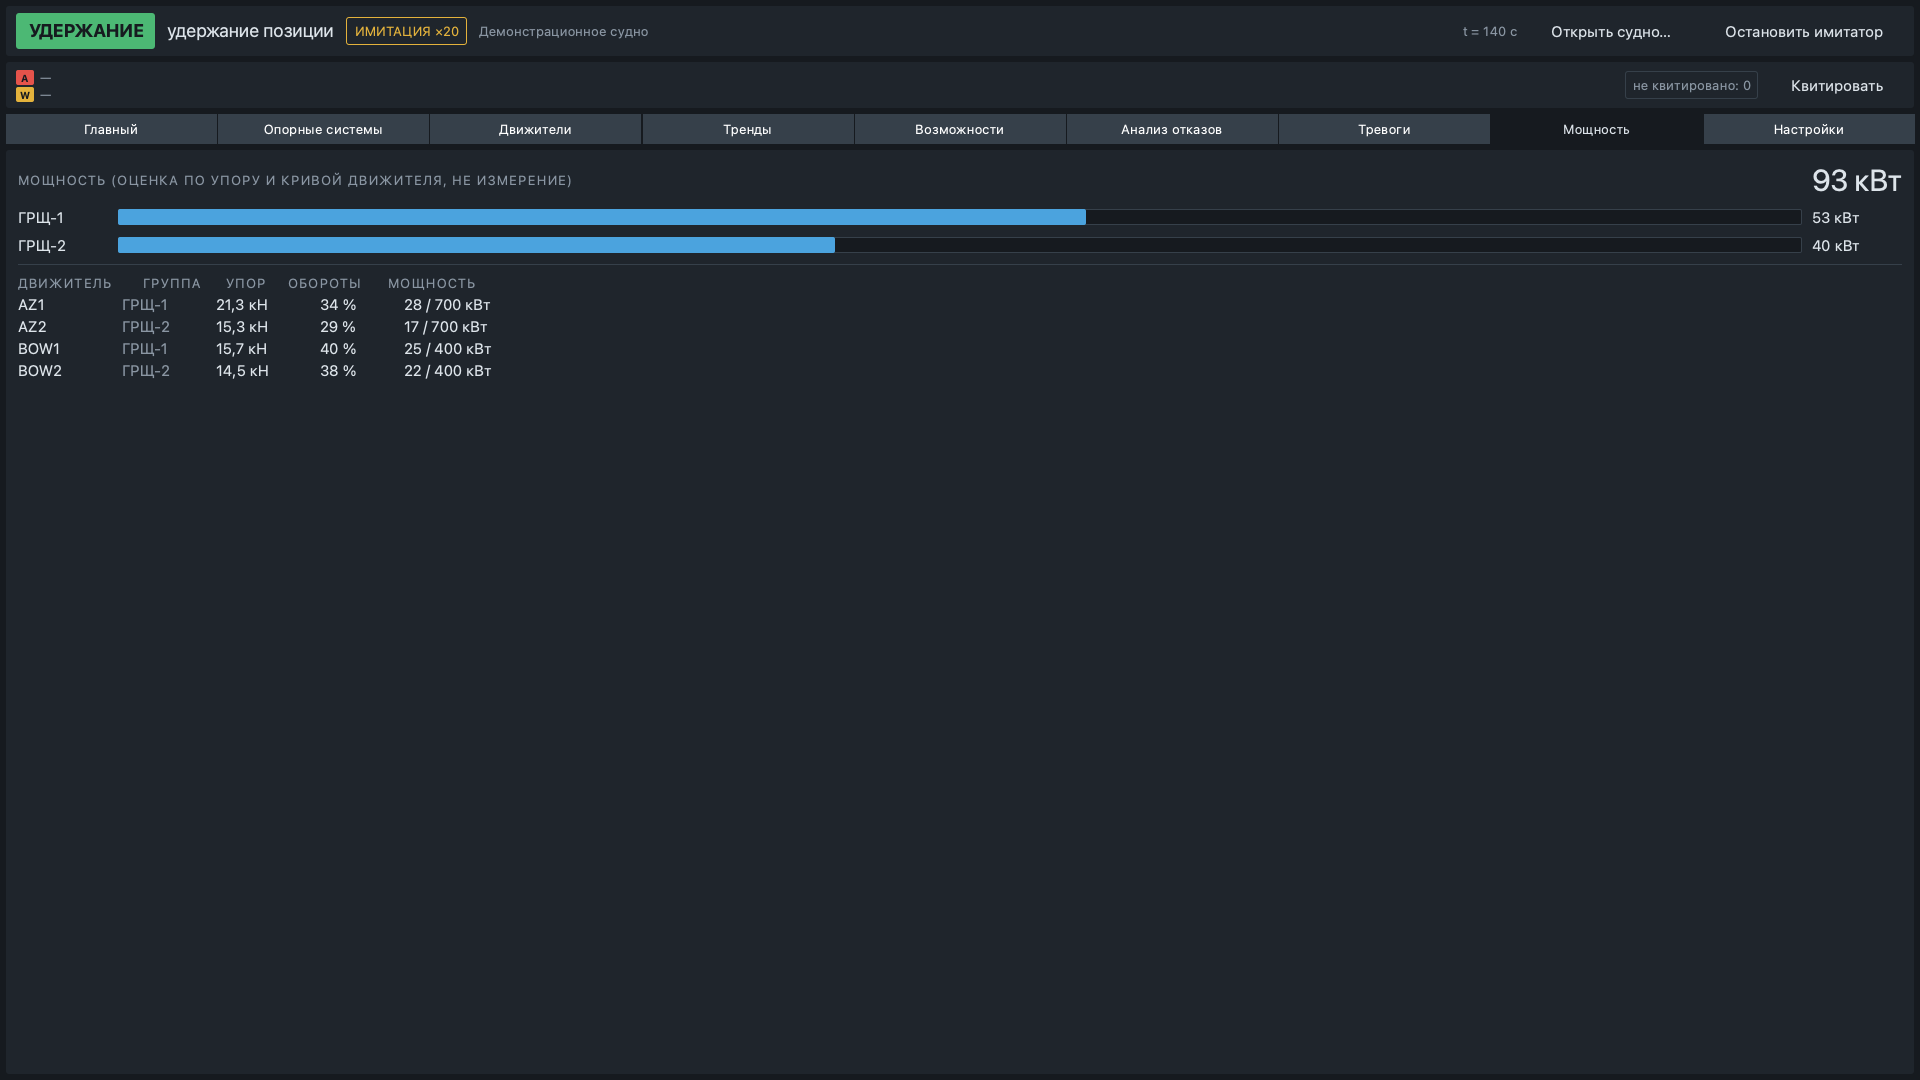 УДЕРЖАНИЕ удержание позиции ИМИТАЦИЯ ×20 Демонстрационное судно t = 140 с Открыть судно... Остановить имитатор
A —
W —
не квитировано: 0 Квитировать
Главный Опорные системы Движители Тренды Возможности Анализ отказов Тревоги Мощность Настройки
МОЩНОСТЬ (ОЦЕНКА ПО УПОРУ И КРИВОЙ ДВИЖИТЕЛЯ, НЕ ИЗМЕРЕНИЕ) 93 кВт
ГРЩ-1 53 кВт
ГРЩ-2 40 кВт
ДВИЖИТЕЛЬ ГРУППА УПОР ОБОРОТЫ МОЩНОСТЬ
AZ1 ГРЩ-1 21,3 кН 34 % 28 / 700 кВт
AZ2 ГРЩ-2 15,3 кН 29 % 17 / 700 кВт
BOW1 ГРЩ-1 15,7 кН 40 % 25 / 400 кВт
BOW2 ГРЩ-2 14,5 кН 38 % 22 / 400 кВт